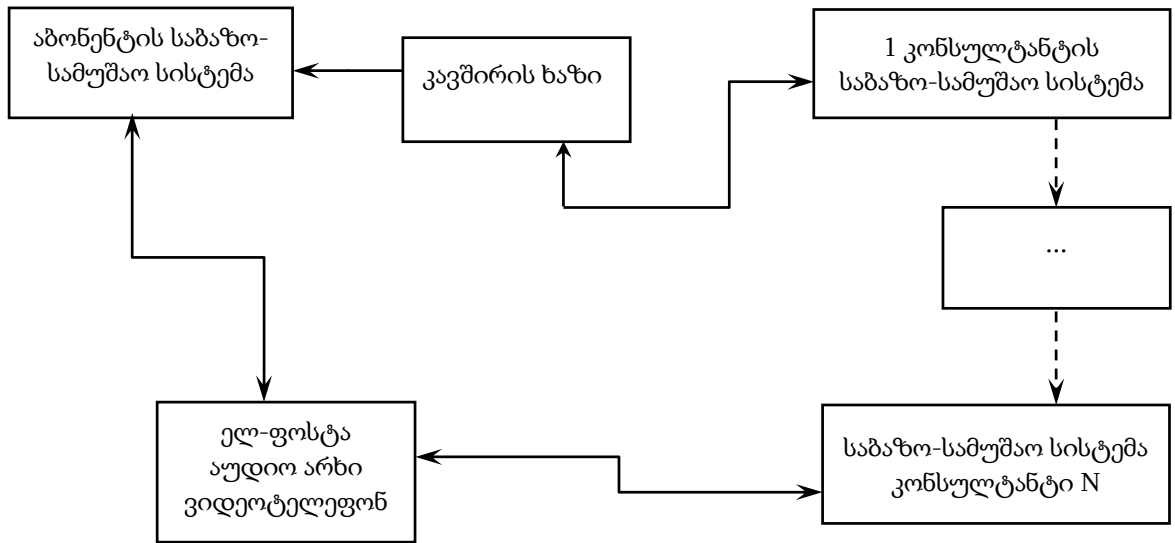 აბონენტის საბაზო-
სამუშაო სისტემა
კავშირის ხაზი
1 კონსულტანტის
საბაზო-სამუშაო სისტემა
...
ელ-ფოსტა
აუდიო არხი
ვიდეოტელეფონ
საბაზო-სამუშაო სისტემა
კონსულტანტი N